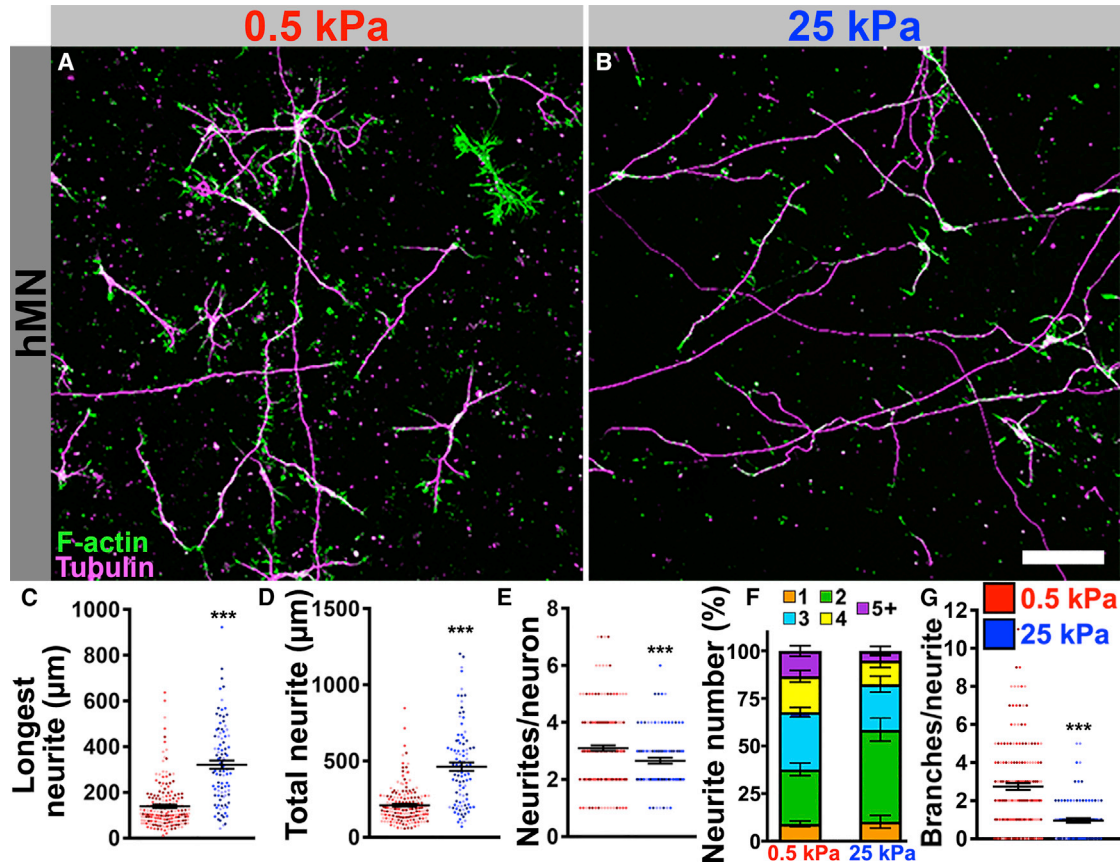 0.5 kPa
25 kPa
A
B
hMN
F-actin
Tubulin
C
Longest neurite (µm)
1000
800
600
400
200
0
***
D
Total neurite (µm)
1500
1000
500
0
***
E
Neurites/neuron
8
6
4
2
0
***
F
Neurite number (%)
1
2
5+
3
4
100
75
50
25
0
0.5 kPa
25 kPa
G
Branches/neurite
12
10
8
6
4
2
0
0.5 kPa
25 kPa
***